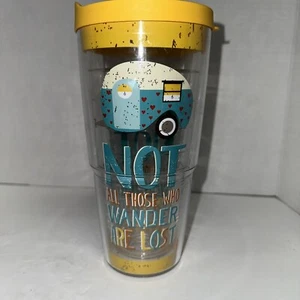 NOT
ALL THOSE WHO
WANDER
ARE LOST